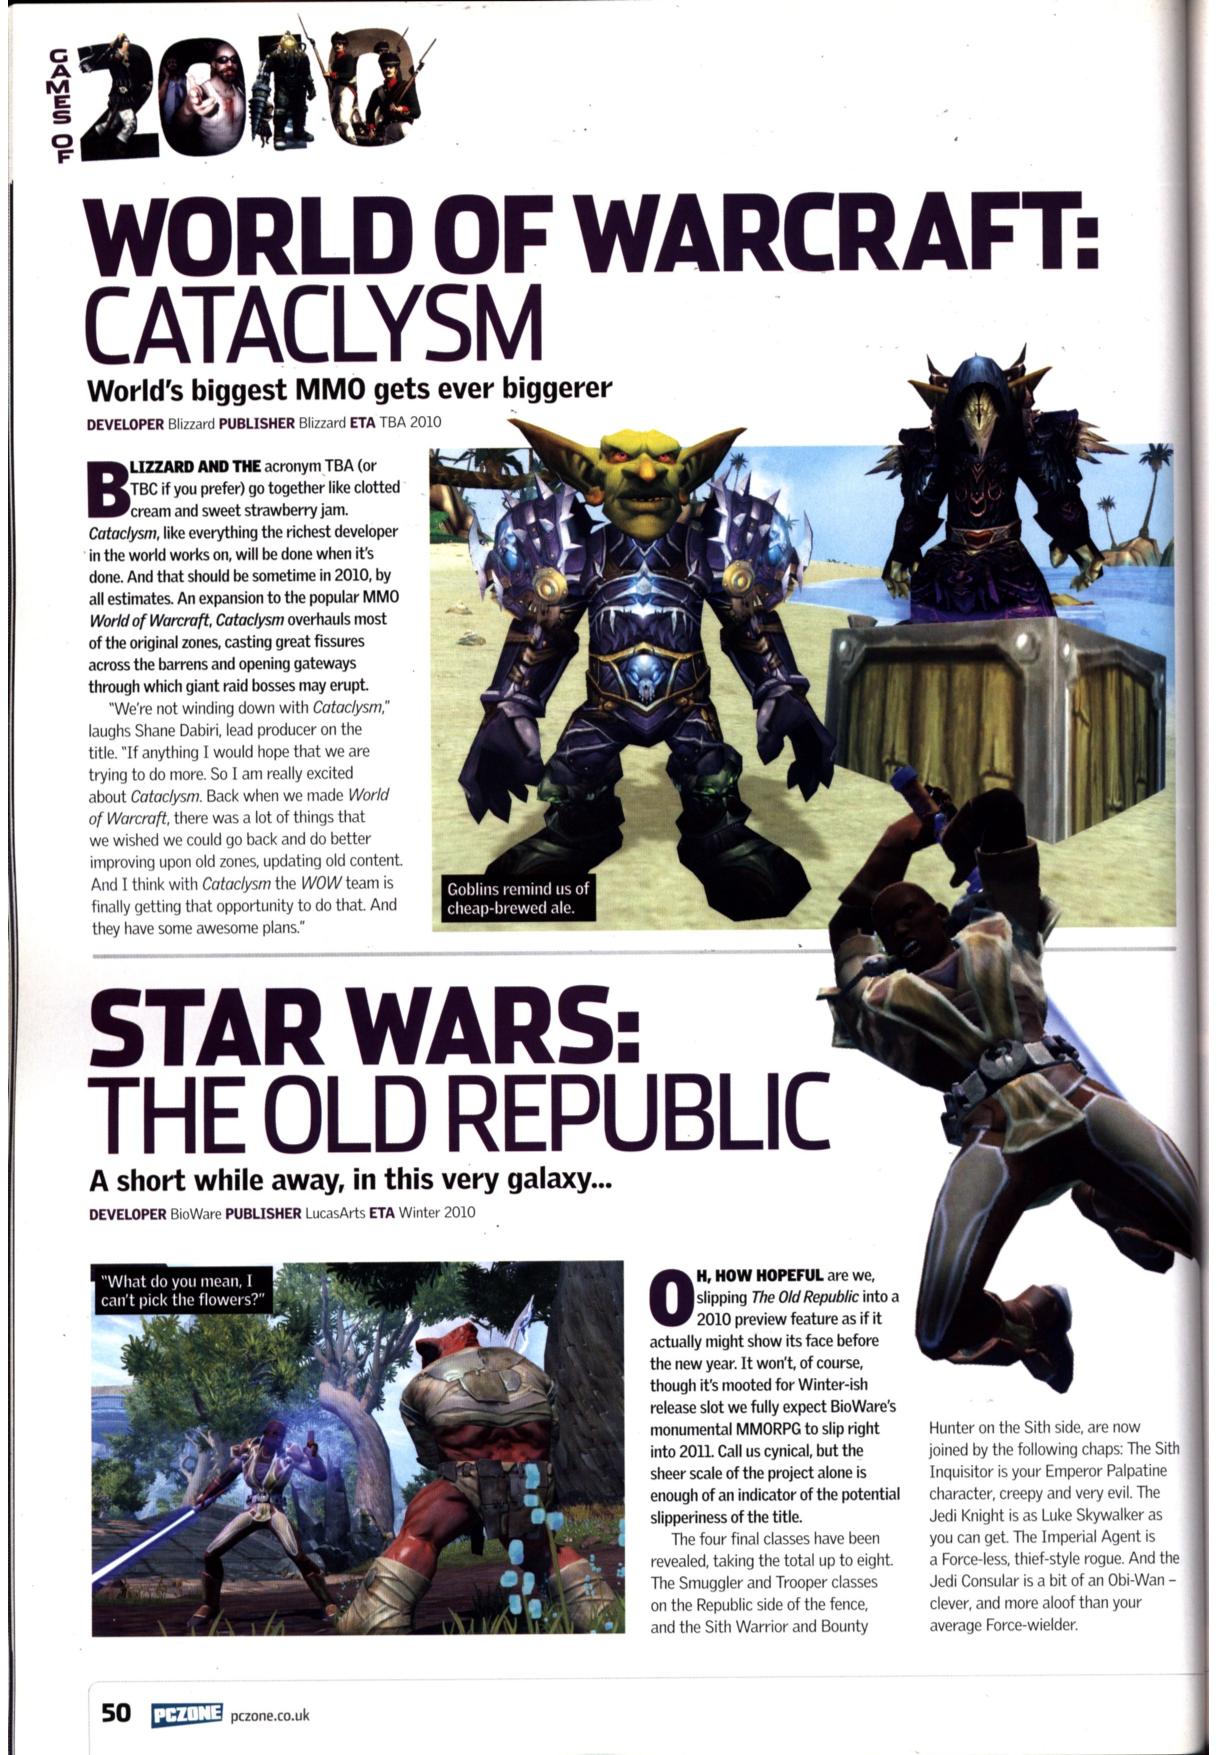 GAMES OF
2010
WORLD OF WARCRAFT:
CATACLYSM
World's biggest MMO gets ever biggerer
DEVELOPER Blizzard PUBLISHER Blizzard ETA TBA 2010
BLIZZARD AND THE acronym TBA (or
TBC if you prefer) go together like clotted
cream and sweet strawberry jam.
Cataclysm, like everything the richest developer
in the world works on, will be done when it's
done. And that should be sometime in 2010, by
all estimates. An expansion to the popular MMO
World of Warcraft, Cataclysm overhauls most
of the original zones, casting great fissures
across the barrens and opening gateways
through which giant raid bosses may erupt.
"We're not winding down with Cataclysm,"
laughs Shane Dabiri, lead producer on the
title. "If anything I would hope that we are
trying to do more. So I am really excited
about Cataclysm. Back when we made World
of Warcraft, there was a lot of things that
we wished we could go back and do better
improving upon old zones, updating old content.
And I think with Cataclysm the WOW team is
finally getting that opportunity to do that. And
they have some awesome plans."
Goblins remind us of
cheap-brewed ale.
STAR WARS:
THE OLD REPUBLIC
A short while away, in this very galaxy...
DEVELOPER BioWare PUBLISHER LucasArts ETA Winter 2010
"What do you mean, I
can't pick the flowers?"
OH, HOW HOPEFUL are we,
slipping The Old Republic into a
2010 preview feature as if it
actually might show its face before
the new year. It won't, of course,
though it's mooted for Winter-ish
release slot we fully expect BioWare's
monumental MMORPG to slip right
into 2011. Call us cynical, but the
sheer scale of the project alone is
enough of an indicator of the potential
slipperiness of the title.
The four final classes have been
revealed, taking the total up to eight.
The Smuggler and Trooper classes
on the Republic side of the fence,
and the Sith Warrior and Bounty
Hunter on the Sith side, are now
joined by the following chaps: The Sith
Inquisitor is your Emperor Palpatine
character, creepy and very evil. The
Jedi Knight is as Luke Skywalker as
you can get. The Imperial Agent is
a Force-less, thief-style rogue. And the
Jedi Consular is a bit of an Obi-Wan –
clever, and more aloof than your
average Force-wielder.
50 PCZONE pczone.co.uk